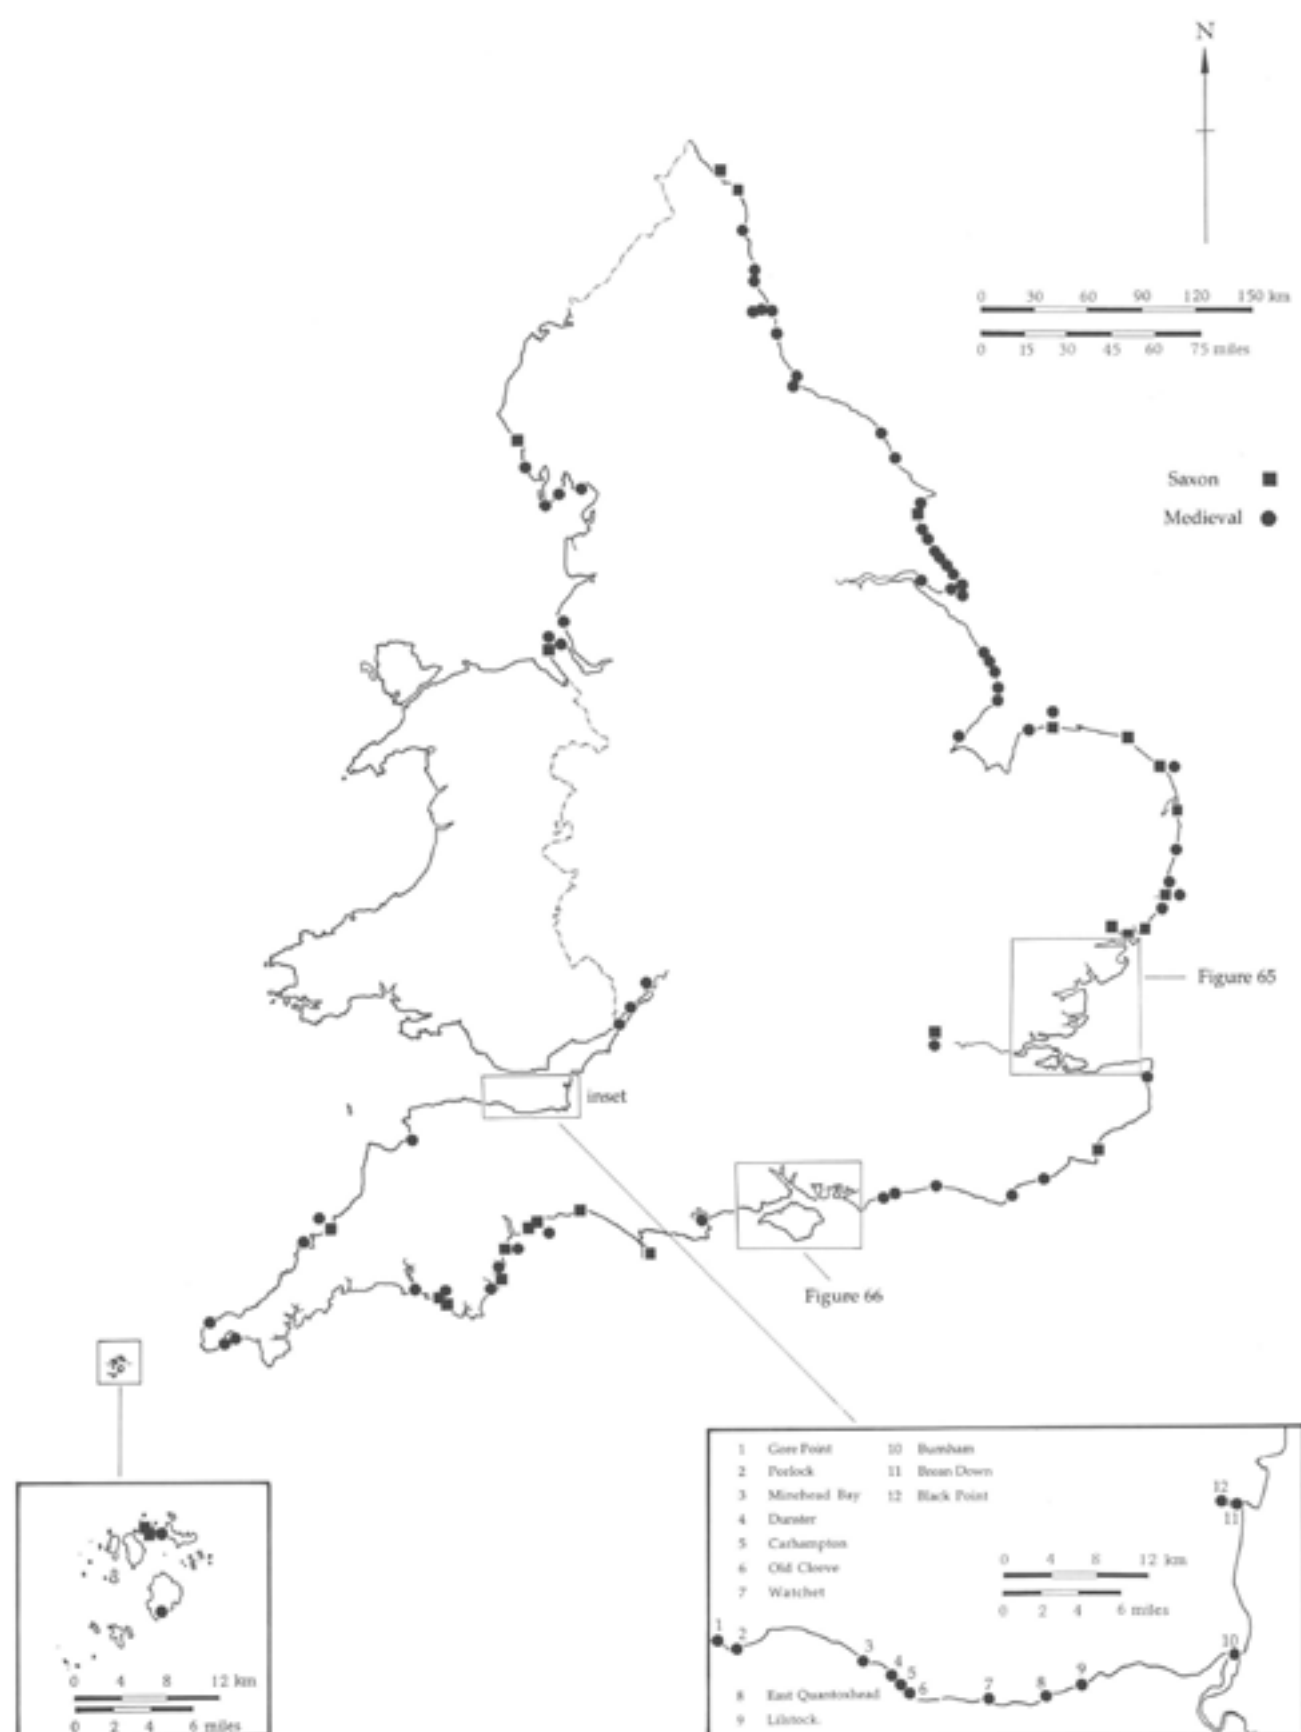 N
0 30 60 90 120 150 km
0 15 30 45 60 75 miles
Saxon
Medieval
Figure 65
inset
Figure 66
1 Gore Point 10 Burnham
2 Porlock 11 Brean Down
3 Minehead Bay 12 Black Point
4 Dunster
5 Carhampton
6 Old Cleeve
7 Watchet
12
11
0 4 8 12 km
0 2 4 6 miles
1
2
3
4
5
6
7
8
9
10
8 East Quantoxhead
9 Lilstock.
0 4 8 12 km
0 2 4 6 miles